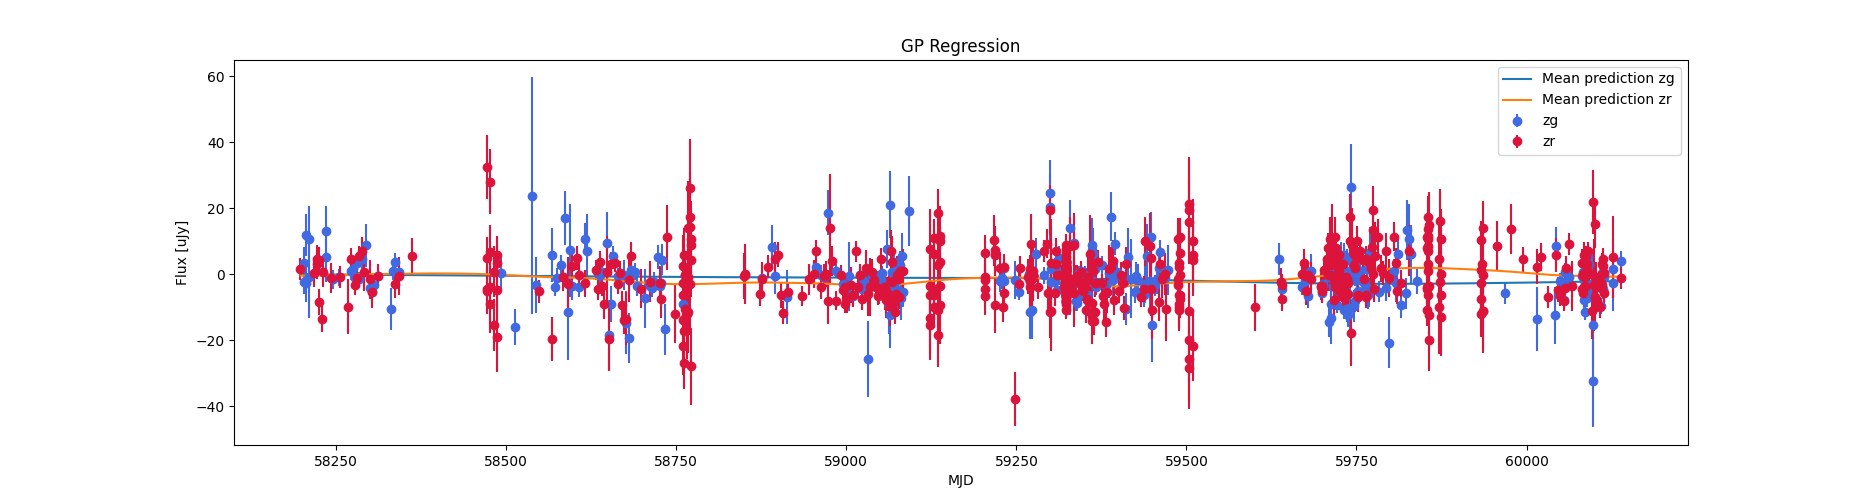 GP Regression
Flux [uJy]
60
40
20
0
−20
−40
Mean prediction zg
Mean prediction zr
zg
zr
58250
58500
58750
59000
59250
59500
59750
60000
MJD